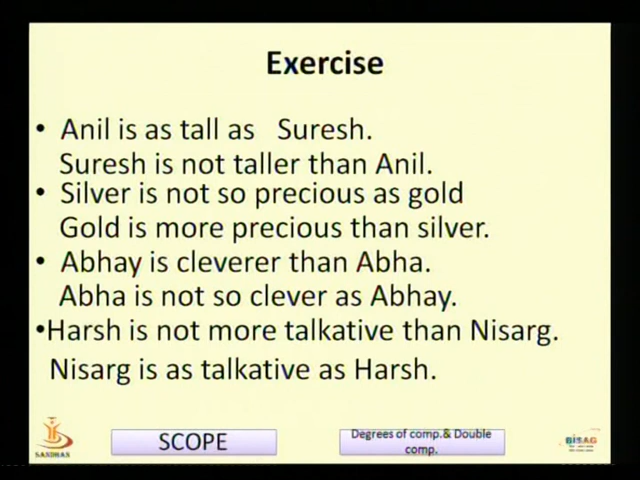 Exercise
• Anil is as tall as Suresh.
Suresh is not taller than Anil.
• Silver is not so precious as gold
Gold is more precious than silver.
• Abhay is cleverer than Abha.
Abha is not so clever as Abhay.
•Harsh is not more talkative than Nisarg.
Nisarg is as talkative as Harsh.
SANDHAN
SCOPE
Degrees of comp.& Double
comp.
BISAG